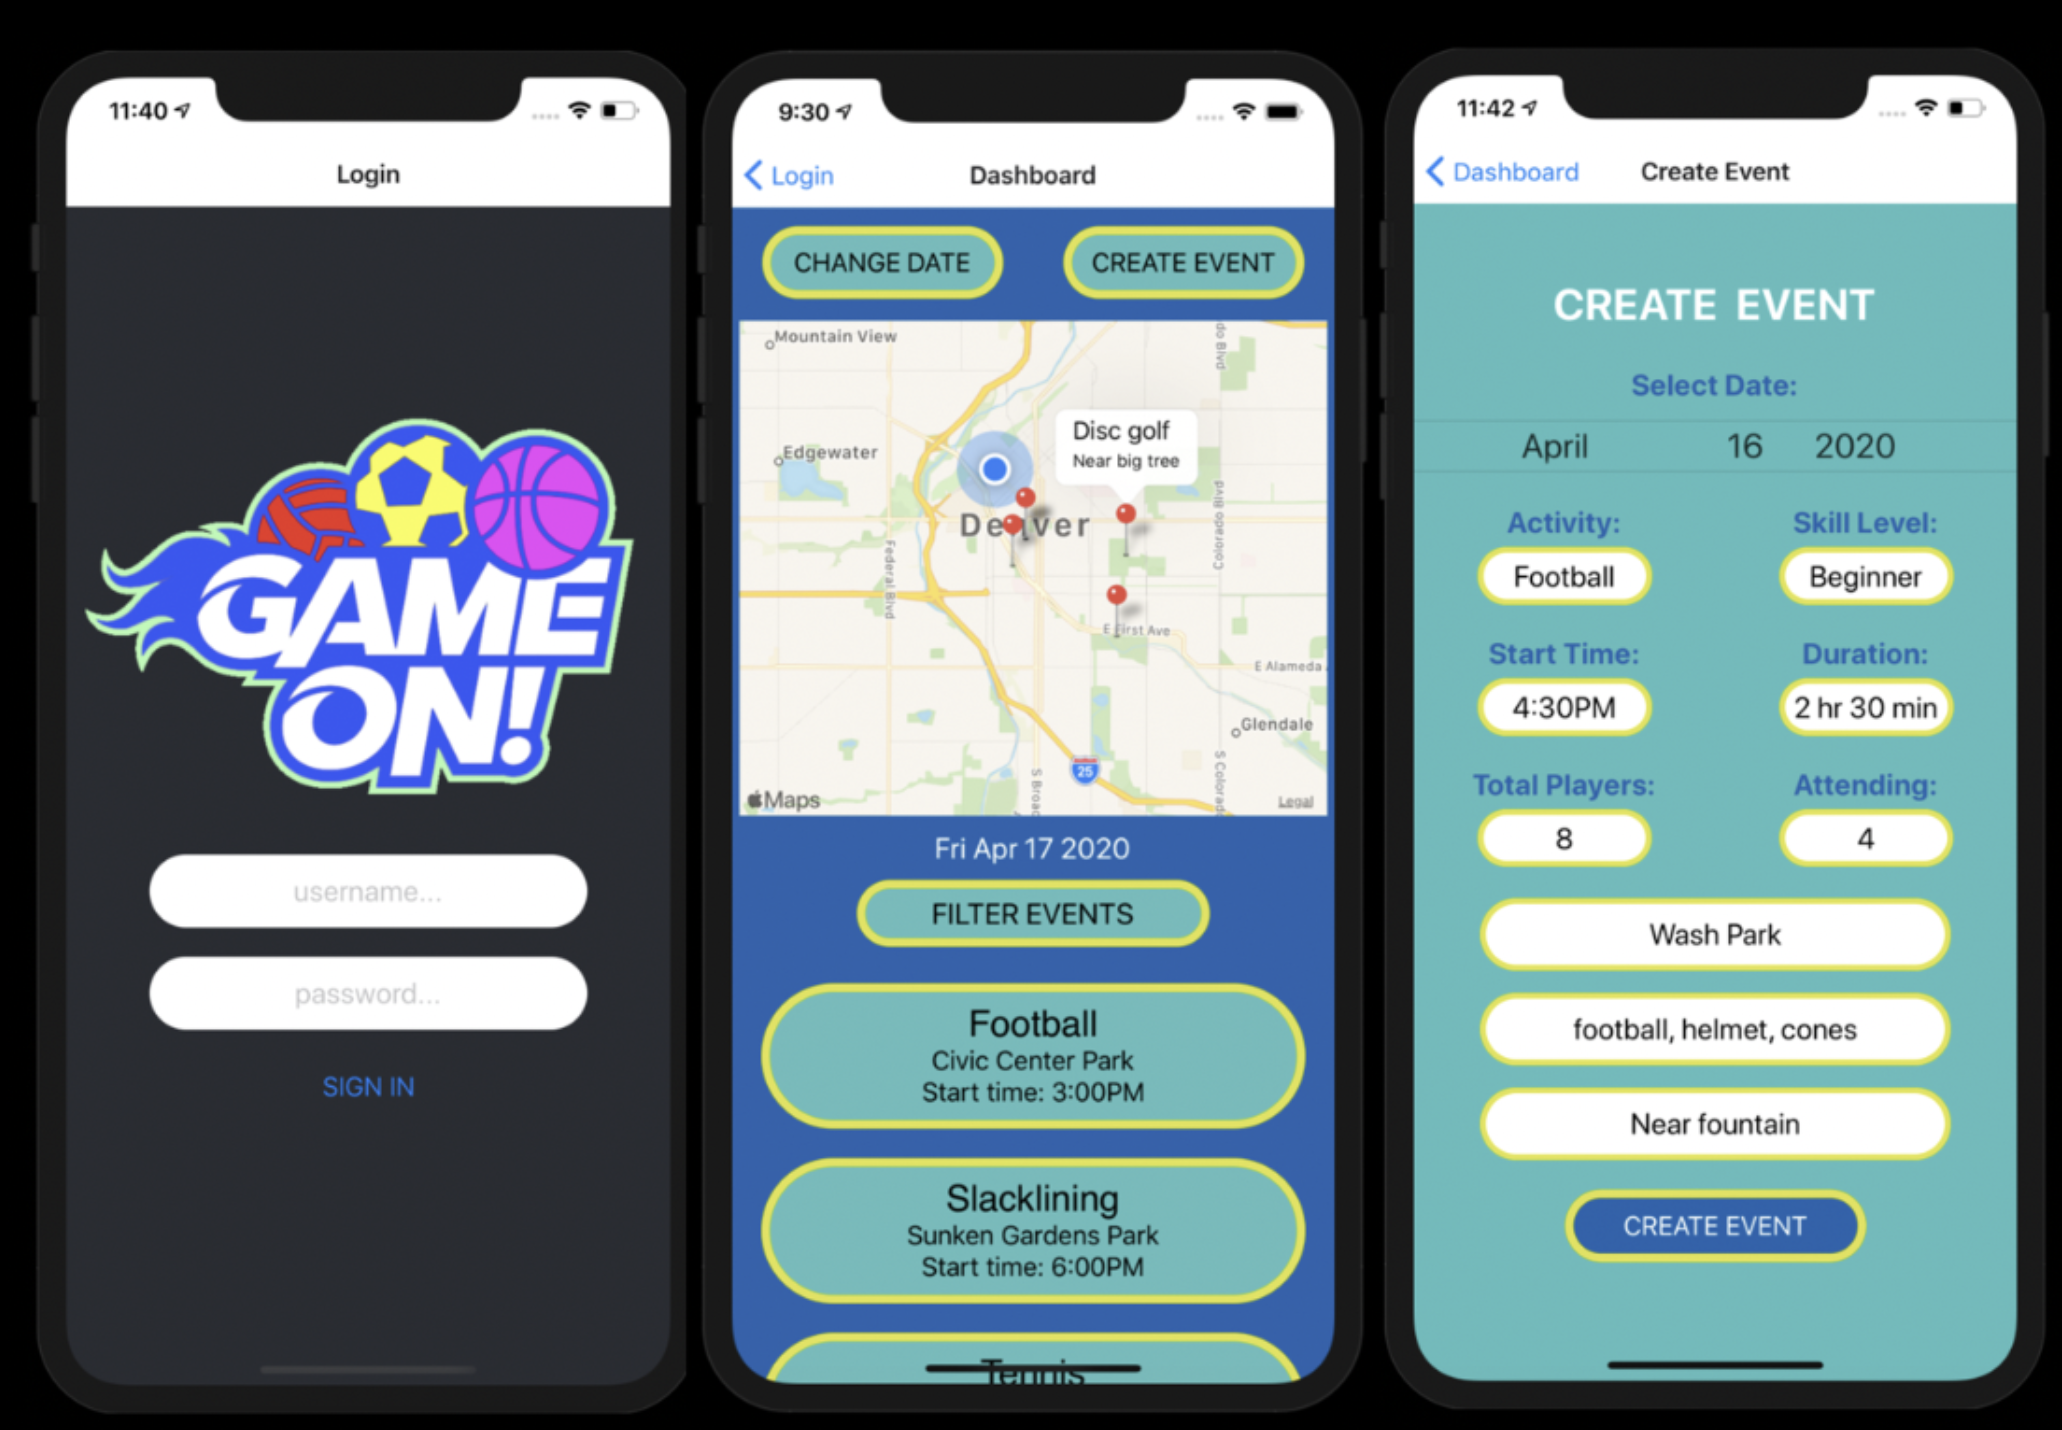 11:40
Login
GAME
ON!
username...
password...
SIGN IN
9:30
Login
Dashboard
CHANGE DATE
CREATE EVENT
Mountain View
Edgewater
Disc golf
Near big tree
Denver
Federal Blvd
do Blvd
Colorado Blvd
E First Ave
E Alameda
Glendale
25
S Broad
S Colorad
Maps
Legal
Fri Apr 17 2020
FILTER EVENTS
Football
Civic Center Park
Start time: 3:00PM
Slacklining
Sunken Gardens Park
Start time: 6:00PM
Tennis
11:42
Dashboard
Create Event
CREATE EVENT
Select Date:
April 16 2020
Activity:
Skill Level:
Football
Beginner
Start Time:
Duration:
4:30PM
2 hr 30 min
Total Players:
Attending:
8
4
Wash Park
football, helmet, cones
Near fountain
CREATE EVENT